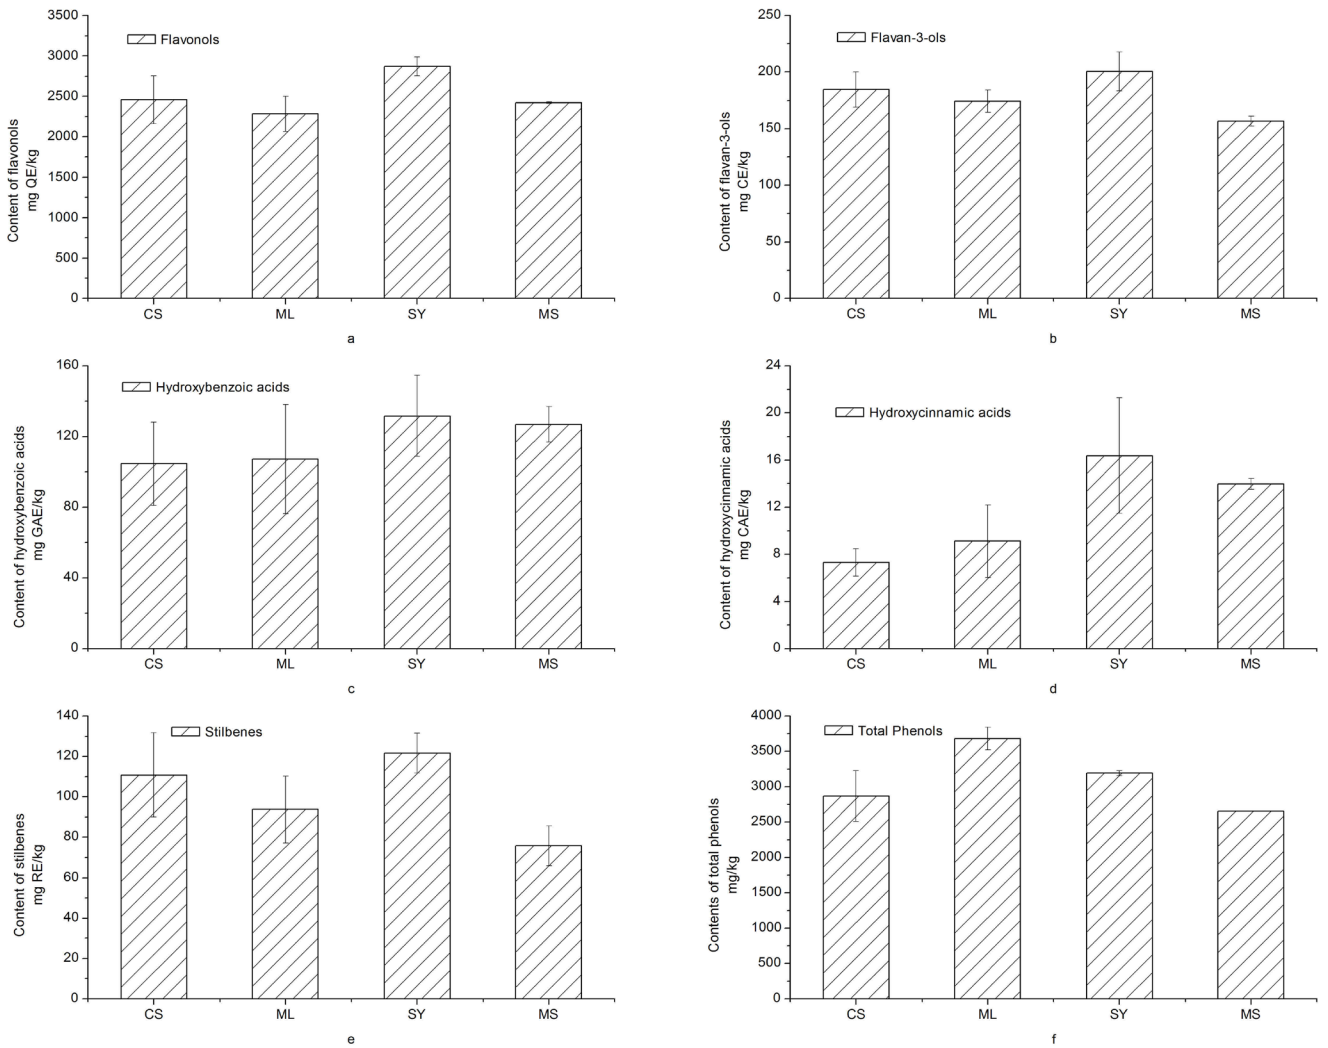 3500
3000
2500
2000
1500
1000
500
0
Content of flavonols
mg QE/kg
Flavonols
CS ML SY MS
a
250
200
150
100
50
0
Content of flavan-3-ols
mg CE/kg
Flavan-3-ols
CS ML SY MS
b
160
120
80
40
0
Content of hydroxybenzoic acids
mg GAE/kg
Hydroxybenzoic acids
CS ML SY MS
c
24
20
16
12
8
4
0
Content of hydroxycinnamic acids
mg CAE/kg
Hydroxycinnamic acids
CS ML SY MS
d
140
120
100
80
60
40
20
0
Content of stilbenes
mg RE/kg
Stilbenes
CS ML SY MS
e
4000
3500
3000
2500
2000
1500
1000
500
0
Contents of total phenols
mg/kg
Total Phenols
CS ML SY MS
f